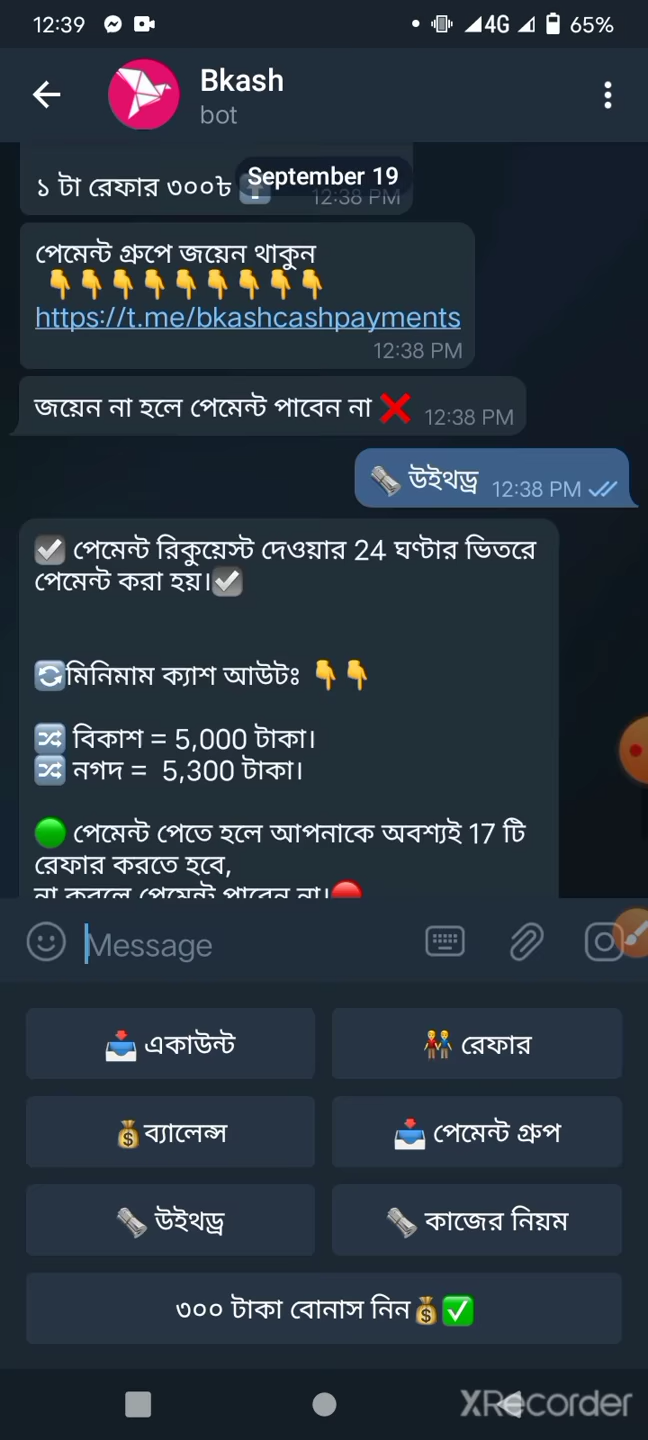 12:39
4G
65%
Bkash
bot
September 19
১ টা রেফার ৩০০৳
12:38 PM
পেমেন্ট গ্রুপে জয়েন থাকুন
👇👇👇👇👇👇👇👇👇
https://t.me/bkashcashpayments
12:38 PM
জয়েন না হলে পেমেন্ট পাবেন না❌ 12:38 PM
🗞️ উইথড্র 12:38 PM
☑️ পেমেন্ট রিকুয়েস্ট দেওয়ার 24 ঘণ্টার ভিতরে
পেমেন্ট করা হয়।☑️
🔄মিনিমাম ক্যাশ আউটঃ 👇👇
🔀 বিকাশ = 5,000 টাকা।
🔀 নগদ = 5,300 টাকা।
🟢 পেমেন্ট পেতে হলে আপনাকে অবশ্যই 17 টি
রেফার করতে হবে,
না করলে পেমেন্ট পাবেন না।🔴
Message
📥 একাউন্ট
👫 রেফার
💰ব্যালেন্স
📥 পেমেন্ট গ্রুপ
🗞️ উইথড্র
🗞️ কাজের নিয়ম
৩০০ টাকা বোনাস নিন💰✅
XRecorder